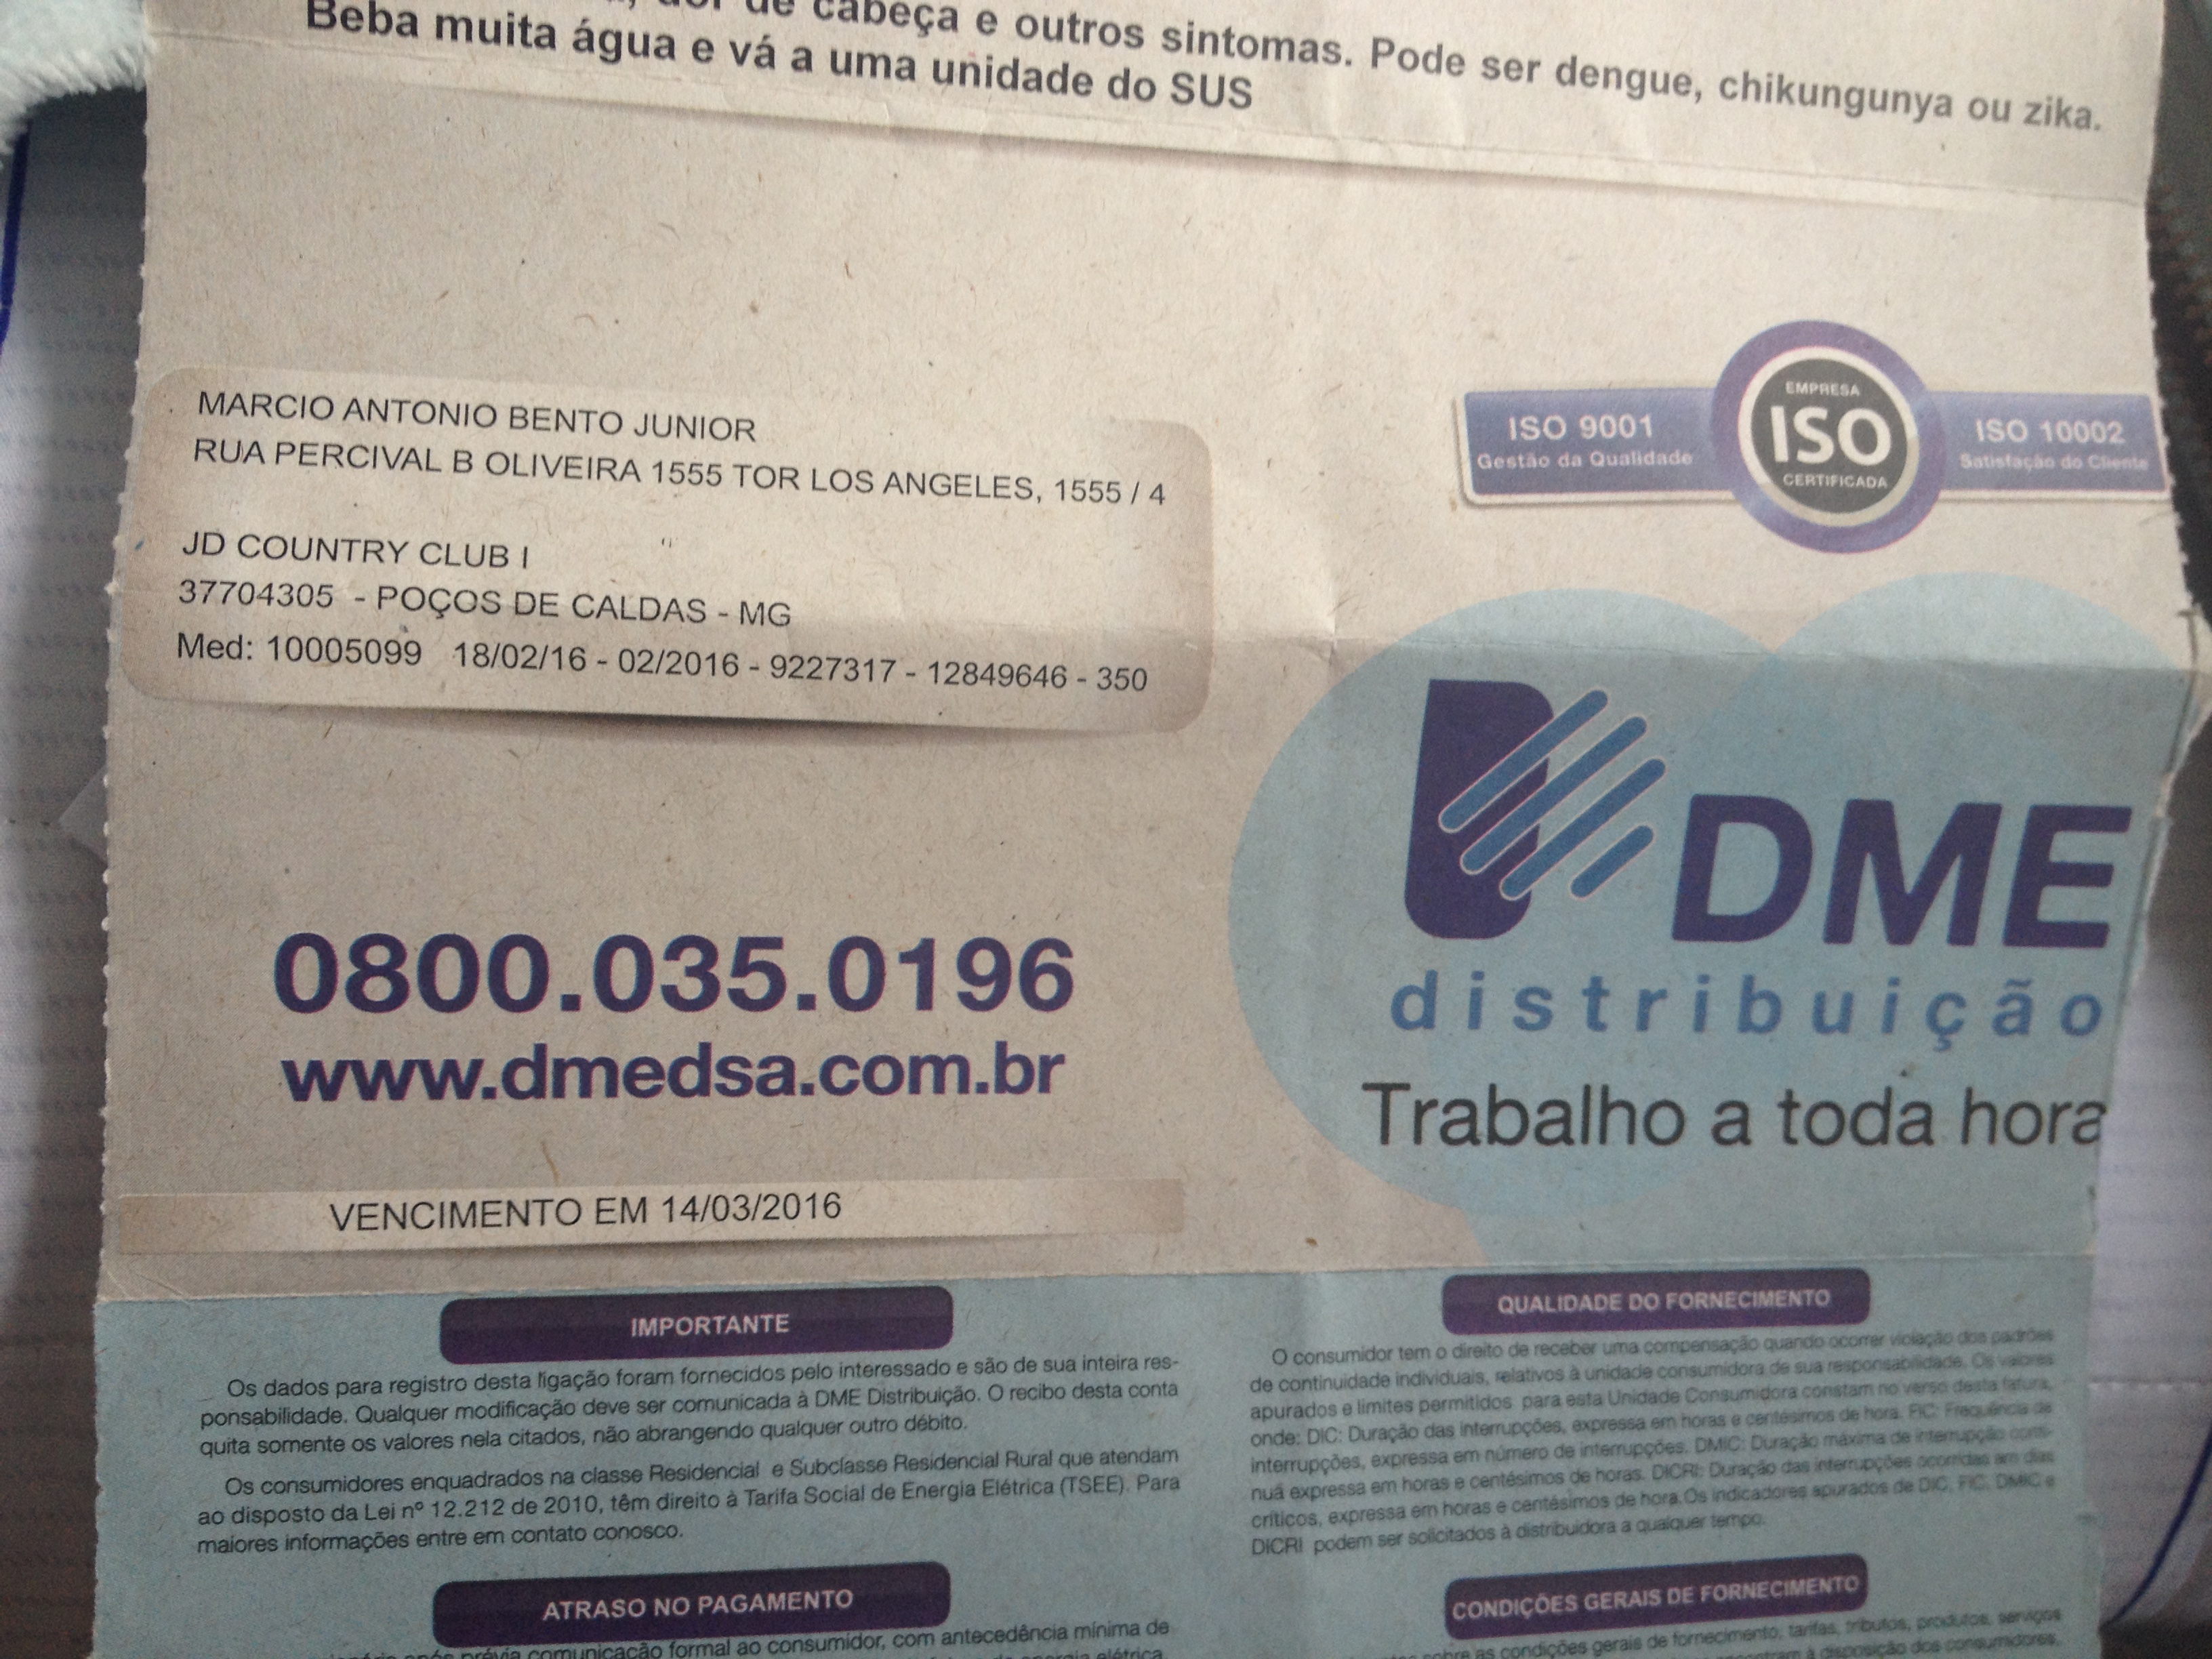 de cabeça e outros sintomas. Pode ser dengue, chikungunya ou zika.
Beba muita água e vá a uma unidade do SUS
MARCIO ANTONIO BENTO JUNIOR
RUA PERCIVAL B OLIVEIRA 1555 TOR LOS ANGELES, 1555 / 4
JD COUNTRY CLUB I
37704305 - POÇOS DE CALDAS - MG
Med: 10005099 18/02/16 - 02/2016 - 9227317 - 12849646 - 350
ISO 9001
Gestão da Qualidade
EMPRESA
ISO
CERTIFICADA
ISO 10002
Satisfação do Cliente
0800.035.0196
www.dmedsa.com.br
DME
distribuição
Trabalho a toda hora
VENCIMENTO EM 14/03/2016
IMPORTANTE
Os dados para registro desta ligação foram fornecidos pelo interessado e são de sua inteira res-
ponsabilidade. Qualquer modificação deve ser comunicada à DME Distribuição. O recibo desta conta
quita somente os valores nela citados, não abrangendo qualquer outro débito.
Os consumidores enquadrados na classe Residencial e Subclasse Residencial Rural que atendam
ao disposto da Lei nº 12.212 de 2010, têm direito à Tarifa Social de Energia Elétrica (TSEE). Para
maiores informações entre em contato conosco.
ATRASO NO PAGAMENTO
prévia comunicação formal ao consumidor, com antecedência mínima de
QUALIDADE DO FORNECIMENTO
O consumidor tem o direito de receber uma compensação quando ocorrer violação dos padrões
de continuidade individuais, relativos à unidade consumidora de sua responsabilidade. Os valores
apurados e limites permitidos para esta Unidade Consumidora constam no verso desta fatura,
onde: DIC: Duração das interrupções, expressa em horas e centésimos de hora. FIC: Frequência de
interrupções, expressa em número de interrupções. DMIC: Duração máxima de interrupção contí-
nua expressa em horas e centésimos de horas. DICRI: Duração das interrupções ocorridas em dias
críticos, expressa em horas e centésimos de hora. Os indicadores apurados de DIC, FIC, DMIC e
DICRI podem ser solicitados à distribuidora a qualquer tempo.
CONDIÇÕES GERAIS DE FORNECIMENTO
sobre as condições gerais de fornecimento, tarifas, tributos, produtos, serviços
à disposição dos consumidores,